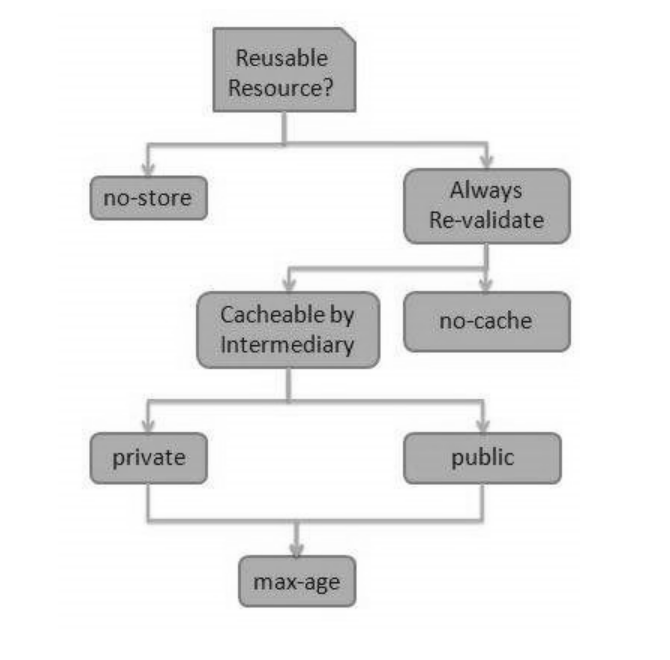 Reusable
Resource?
no-store
Always
Re-validate
Cacheable by
Intermediary
no-cache
private
public
max-age